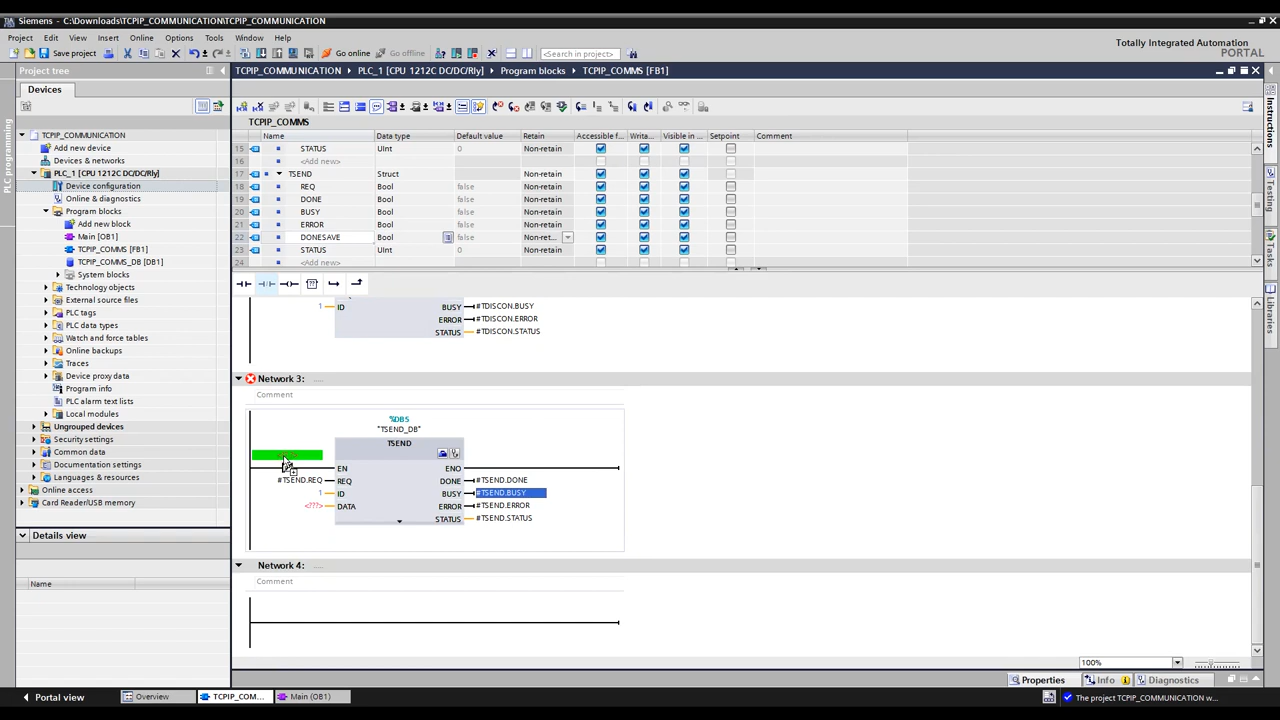 Siemens - C:\Downloads\TCPIP_COMMUNICATION\TCPIP_COMMUNICATION
Project Edit View Insert Online Options Tools Window Help
Totally Integrated Automation
PORTAL
Save project Go online Go offline <Search in project>
Project tree
TCPIP_COMMUNICATION PLC_1 [CPU 1212C DC/DC/Rly] Program blocks TCPIP_COMMS [FB1]
Devices
TCPIP_COMMUNICATION
Add new device
Devices & networks
PLC_1 [CPU 1212C DC/DC/Rly]
Device configuration
Online & diagnostics
Program blocks
Add new block
Main [OB1]
TCPIP_COMMS [FB1]
TCPIP_COMMS_DB [DB1]
System blocks
Technology objects
External source files
PLC tags
PLC data types
Watch and force tables
Online backups
Traces
Device proxy data
Program info
PLC alarm text lists
Local modules
Ungrouped devices
Security settings
Common data
Documentation settings
Languages & resources
Online access
Card Reader/USB memory
Details view
Name
PLC programming
TCPIP_COMMS
Name Data type Default value Retain Accessible f... Writa... Visible in ... Setpoint Comment
15 STATUS UInt 0 Non-retain
16 <Add new>
17 TSEND Struct Non-retain
18 REQ Bool false Non-retain
19 DONE Bool false Non-retain
20 BUSY Bool false Non-retain
21 ERROR Bool false Non-retain
22 DONESAVE Bool false Non-ret...
23 STATUS UInt 0 Non-retain
24 <Add new>
1 ID BUSY #TDISCON.BUSY
ERROR #TDISCON.ERROR
STATUS #TDISCON.STATUS
Network 3: .....
Comment
%DB5
"TSEND_DB"
TSEND
EN ENO
#TSEND.REQ REQ DONE #TSEND.DONE
1 ID BUSY #TSEND.BUSY
<???> DATA ERROR #TSEND.ERROR
STATUS #TSEND.STATUS
Network 4: .....
Comment
100%
Properties Info Diagnostics
Instructions
Testing
Tasks
Libraries
Portal view Overview TCPIP_COM... Main (OB1) The project TCPIP_COMMUNICATION w...